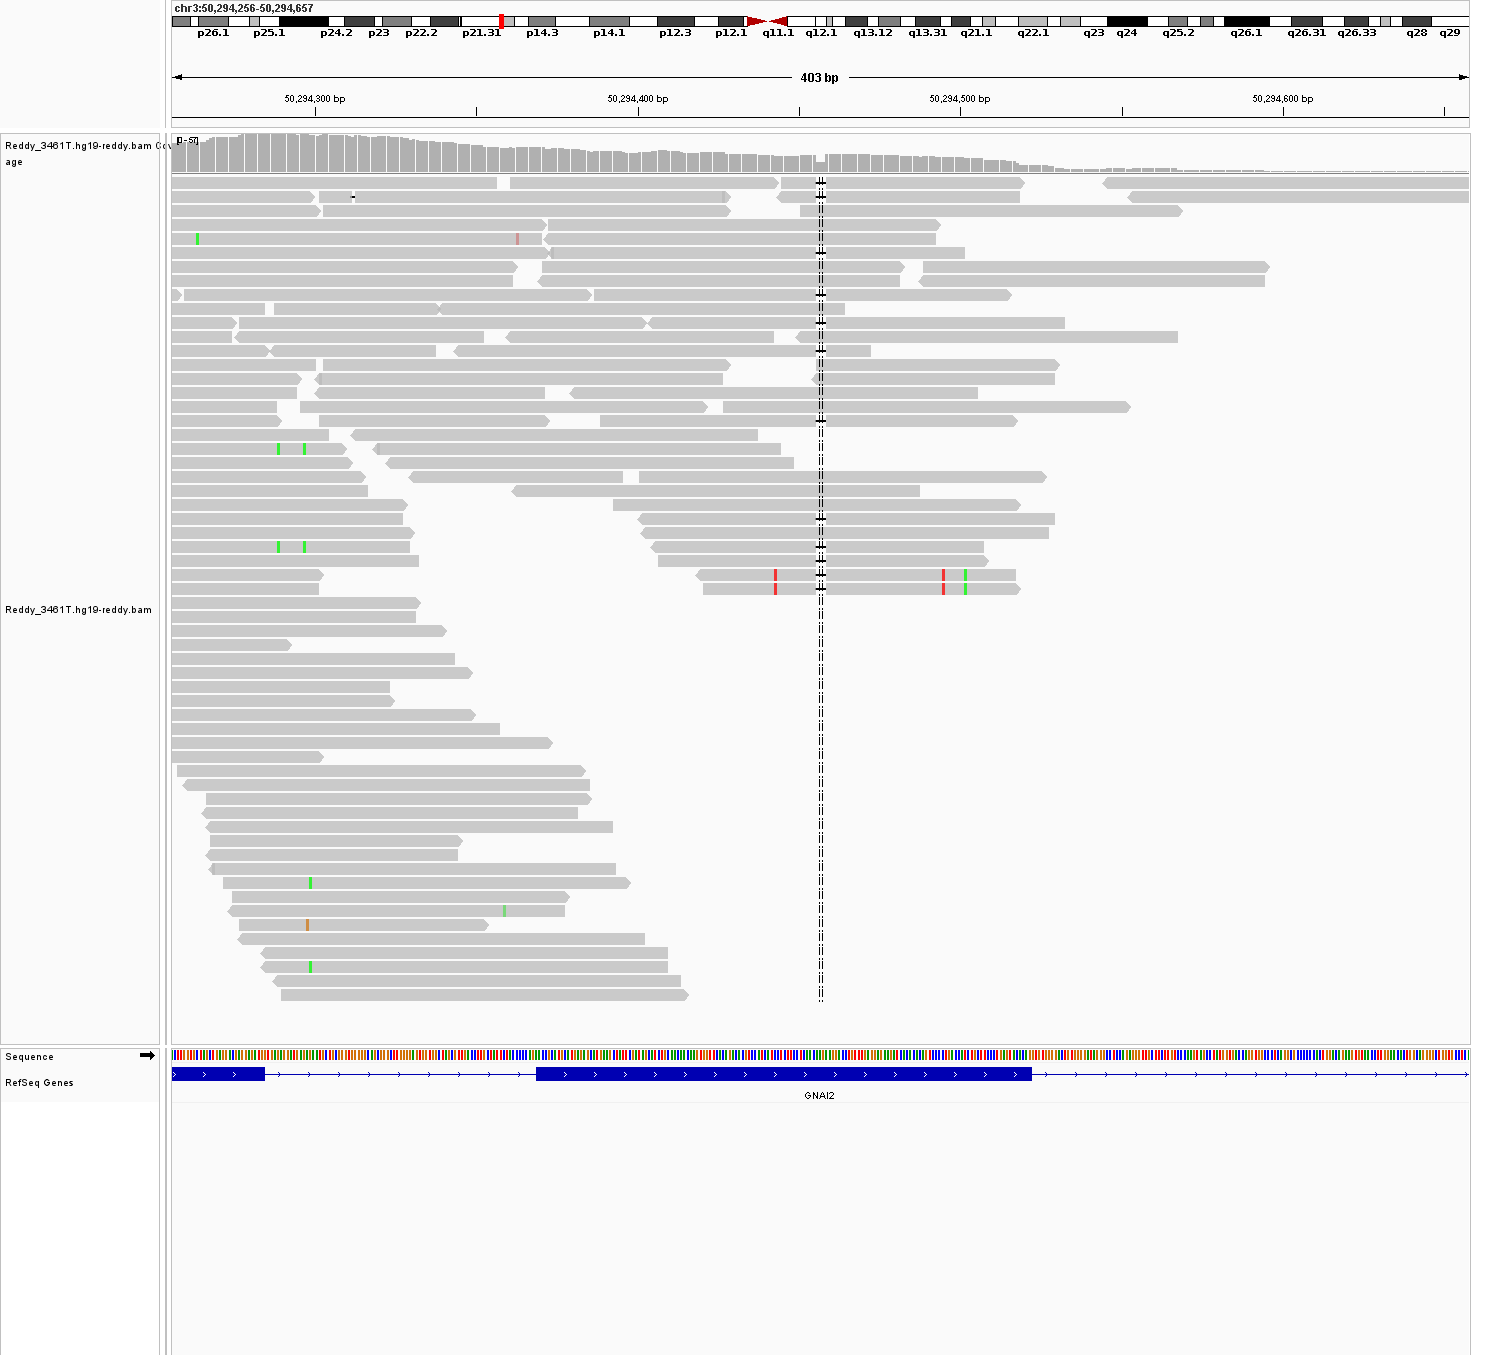 chr3:50,294,256-50,294,657
p26.1 p25.1 p24.2 p23 p22.2 p21.31 p14.3 p14.1 p12.3 p12.1 q11.1 q12.1 q13.12 q13.31 q21.1 q22.1 q23 q24 q25.2 q26.1 q26.31 q26.33 q28 q29
403 bp
50,294,300 bp 50,294,400 bp 50,294,500 bp 50,294,600 bp
[0 - 57]
Reddy_3461T.hg19-reddy.bam Cov
age
Reddy_3461T.hg19-reddy.bam
Sequence
RefSeq Genes
GNAI2